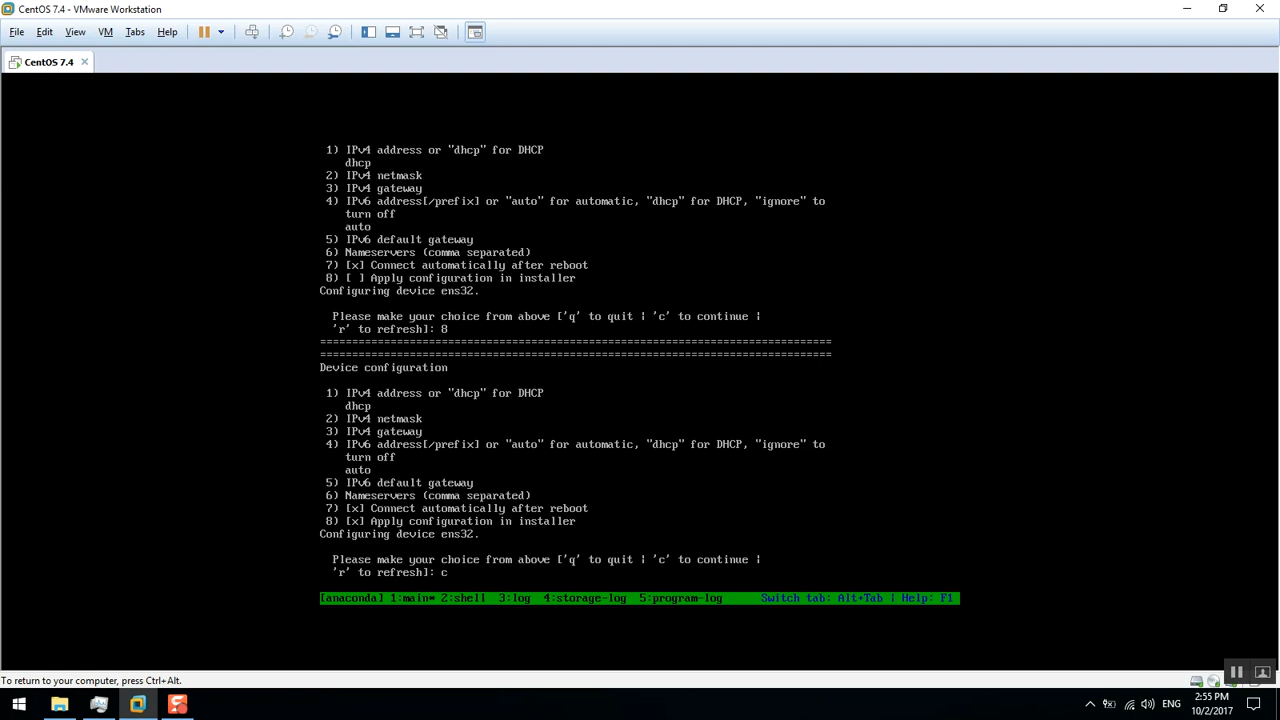 CentOS 7.4 - VMware Workstation
File Edit View VM Tabs Help
CentOS 7.4
1) IPv4 address or "dhcp" for DHCP
dhcp
2) IPv4 netmask
3) IPv4 gateway
4) IPv6 address[/prefix] or "auto" for automatic, "dhcp" for DHCP, "ignore" to
turn off
auto
5) IPv6 default gateway
6) Nameservers (comma separated)
7) [x] Connect automatically after reboot
8) [ ] Apply configuration in installer
Configuring device ens32.
Please make your choice from above ['q' to quit | 'c' to continue |
'r' to refresh]: 8
================================================================================
================================================================================
Device configuration
1) IPv4 address or "dhcp" for DHCP
dhcp
2) IPv4 netmask
3) IPv4 gateway
4) IPv6 address[/prefix] or "auto" for automatic, "dhcp" for DHCP, "ignore" to
turn off
auto
5) IPv6 default gateway
6) Nameservers (comma separated)
7) [x] Connect automatically after reboot
8) [x] Apply configuration in installer
Configuring device ens32.
Please make your choice from above ['q' to quit | 'c' to continue |
'r' to refresh]: c
[anaconda] 1:main* 2:shell 3:log 4:storage-log 5:program-log Switch tab: Alt+Tab | Help: F1
To return to your computer, press Ctrl+Alt.
ENG
2:55 PM
10/2/2017